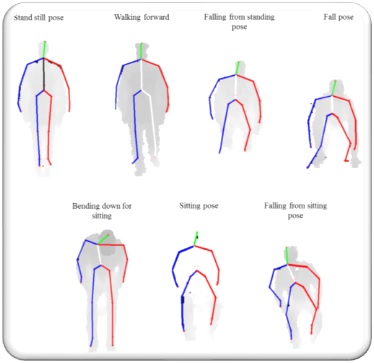 Stand still pose
Walking forward
Falling from standing
pose
Fall pose
Bending down for
sitting
Sitting pose
Falling from sitting
pose